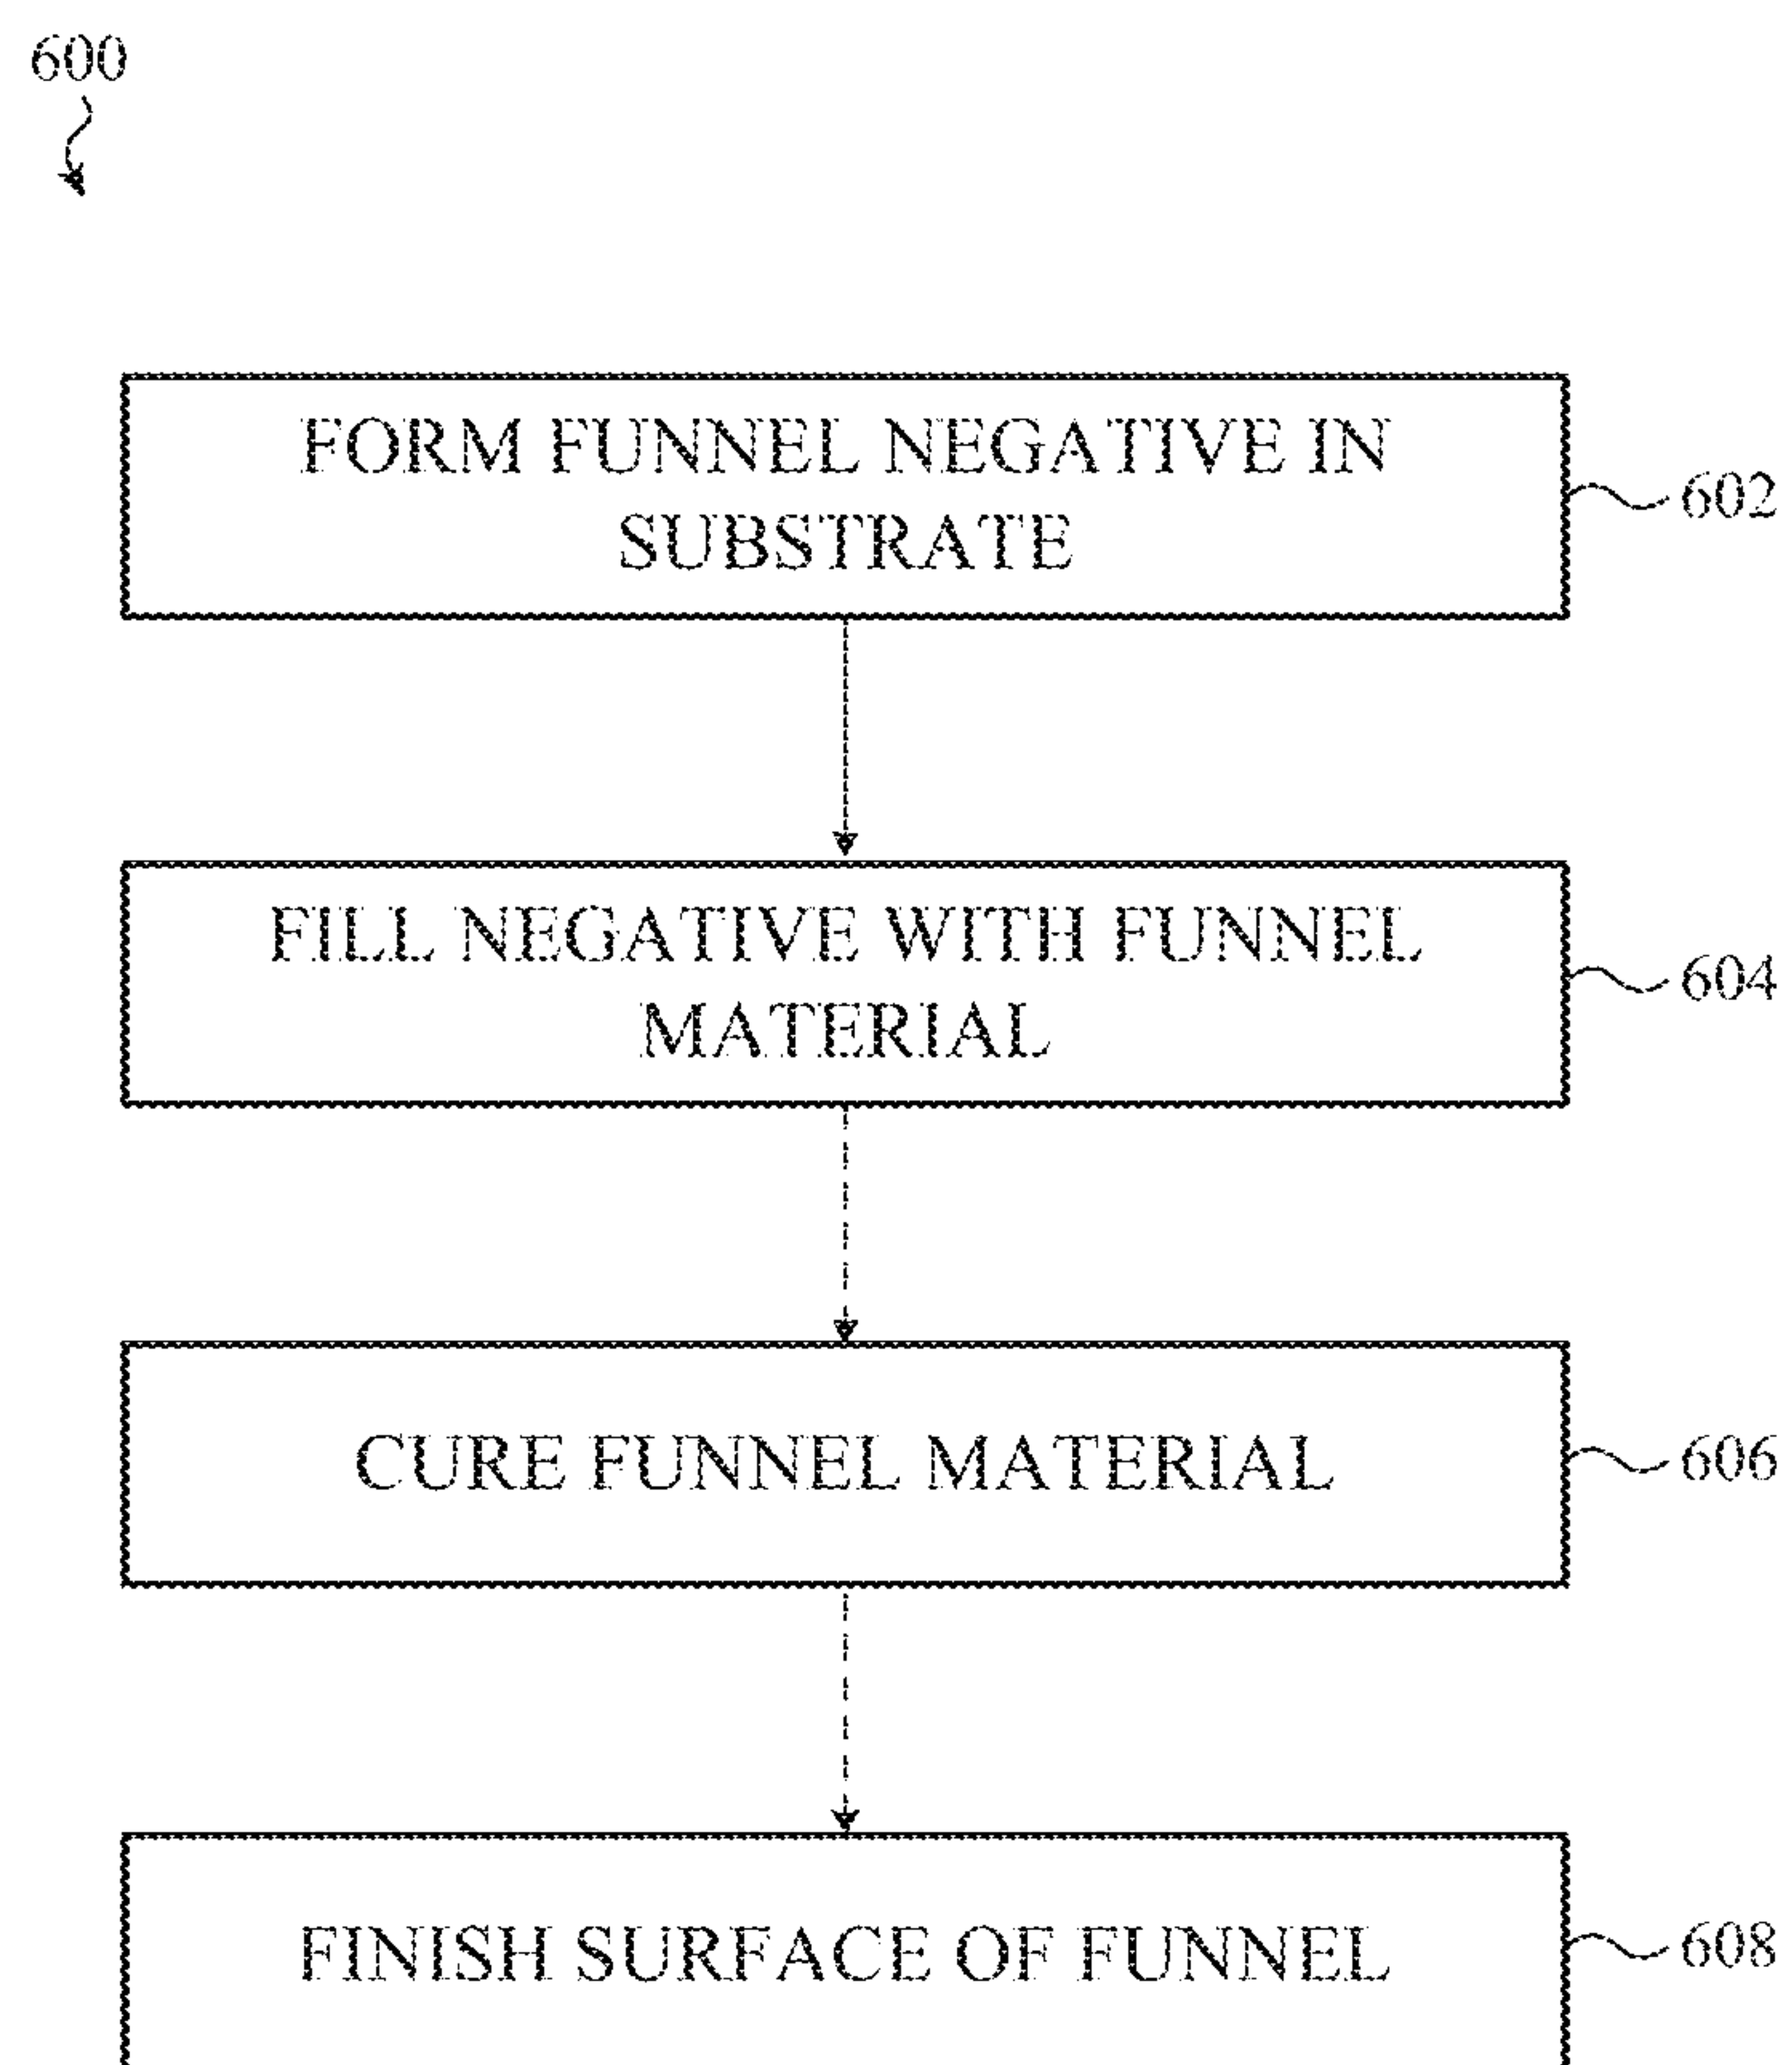 600
FORM FUNNEL NEGATIVE IN
SUBSTRATE
602
FILL NEGATIVE WITH FUNNEL
MATERIAL
604
CURE FUNNEL MATERIAL
606
FINISH SURFACE OF FUNNEL
608